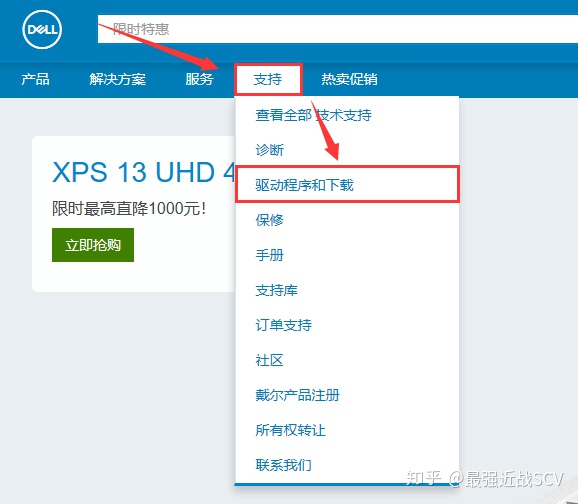 DELL
限时特惠
产品 解决方案 服务 支持 热卖促销
查看全部 技术支持
诊断
驱动程序和下载
保修
手册
支持库
订单支持
社区
戴尔产品注册
所有权转让
联系我们
XPS 13 UHD 4
限时最高直降1000元!
立即抢购
知乎 @最强近战SCV